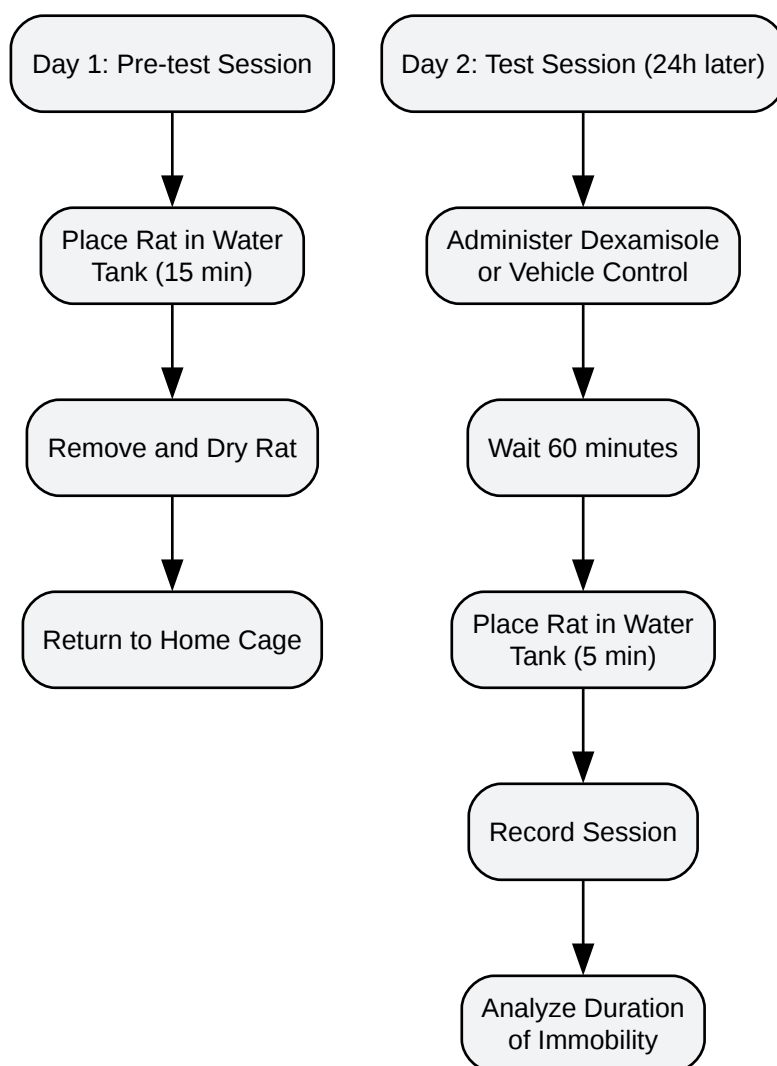 Day 1: Pre-test Session
Place Rat in Water
Tank (15 min)
Remove and Dry Rat
Return to Home Cage
Day 2: Test Session (24h later)
Administer Dexamisole
or Vehicle Control
Wait 60 minutes
Place Rat in Water
Tank (5 min)
Record Session
Analyze Duration
of Immobility